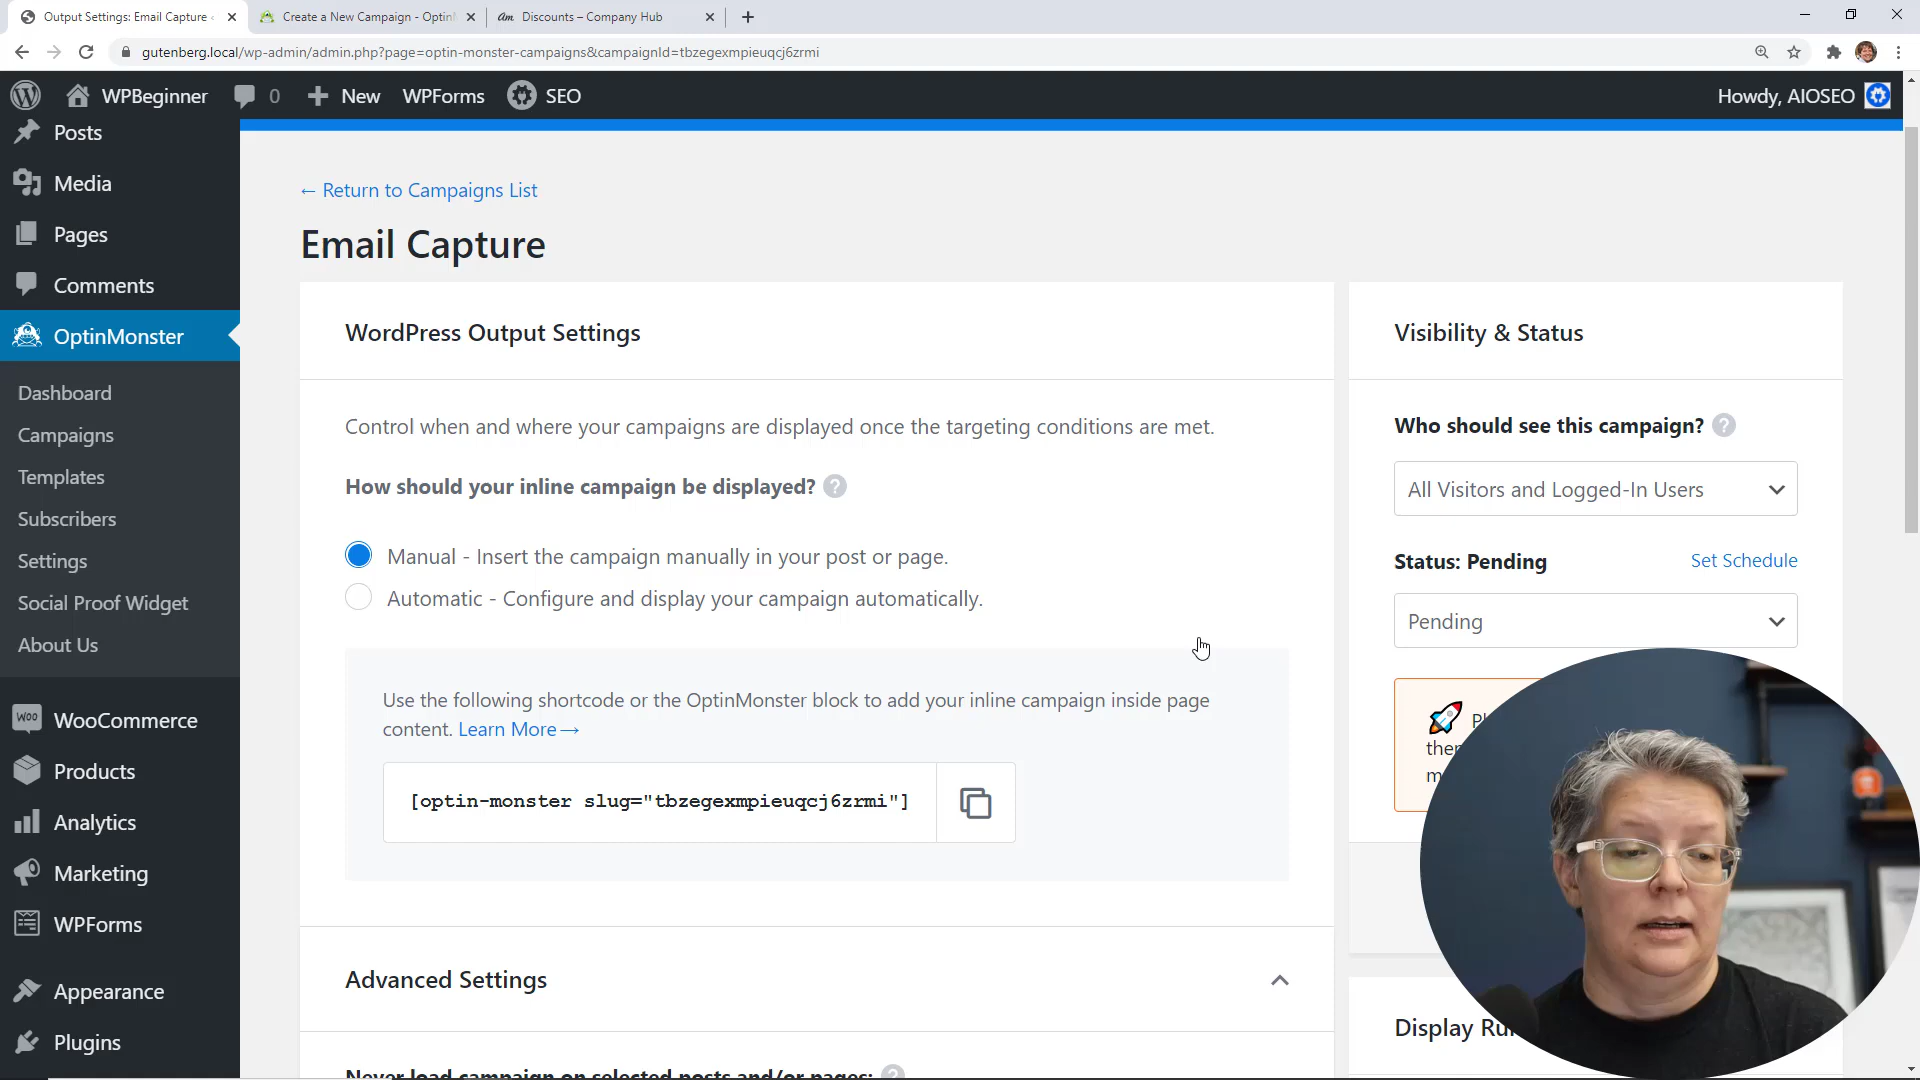 Output Settings: Email Capture
Create a New Campaign - Optin
Am Discounts – Company Hub
gutenberg.local/wp-admin/admin.php?page=optin-monster-campaigns&campaignId=tbzegexmpieuqcj6zrmi
WPBeginner
0
New
WPForms
SEO
Howdy, AIOSEO
Posts
Media
Pages
Comments
OptinMonster
Dashboard
Campaigns
Templates
Subscribers
Settings
Social Proof Widget
About Us
WOO WooCommerce
Products
Analytics
Marketing
WPForms
Appearance
Plugins
← Return to Campaigns List
Email Capture
WordPress Output Settings
Control when and where your campaigns are displayed once the targeting conditions are met.
How should your inline campaign be displayed? ?
Manual - Insert the campaign manually in your post or page.
Automatic - Configure and display your campaign automatically.
Use the following shortcode or the OptinMonster block to add your inline campaign inside page
content. Learn More →
[optin-monster slug="tbzegexmpieuqcj6zrmi"]
Advanced Settings
Never load campaign on selected posts and/or pages: ?
Visibility & Status
Who should see this campaign? ?
All Visitors and Logged-In Users
Status: Pending
Set Schedule
Pending
Display